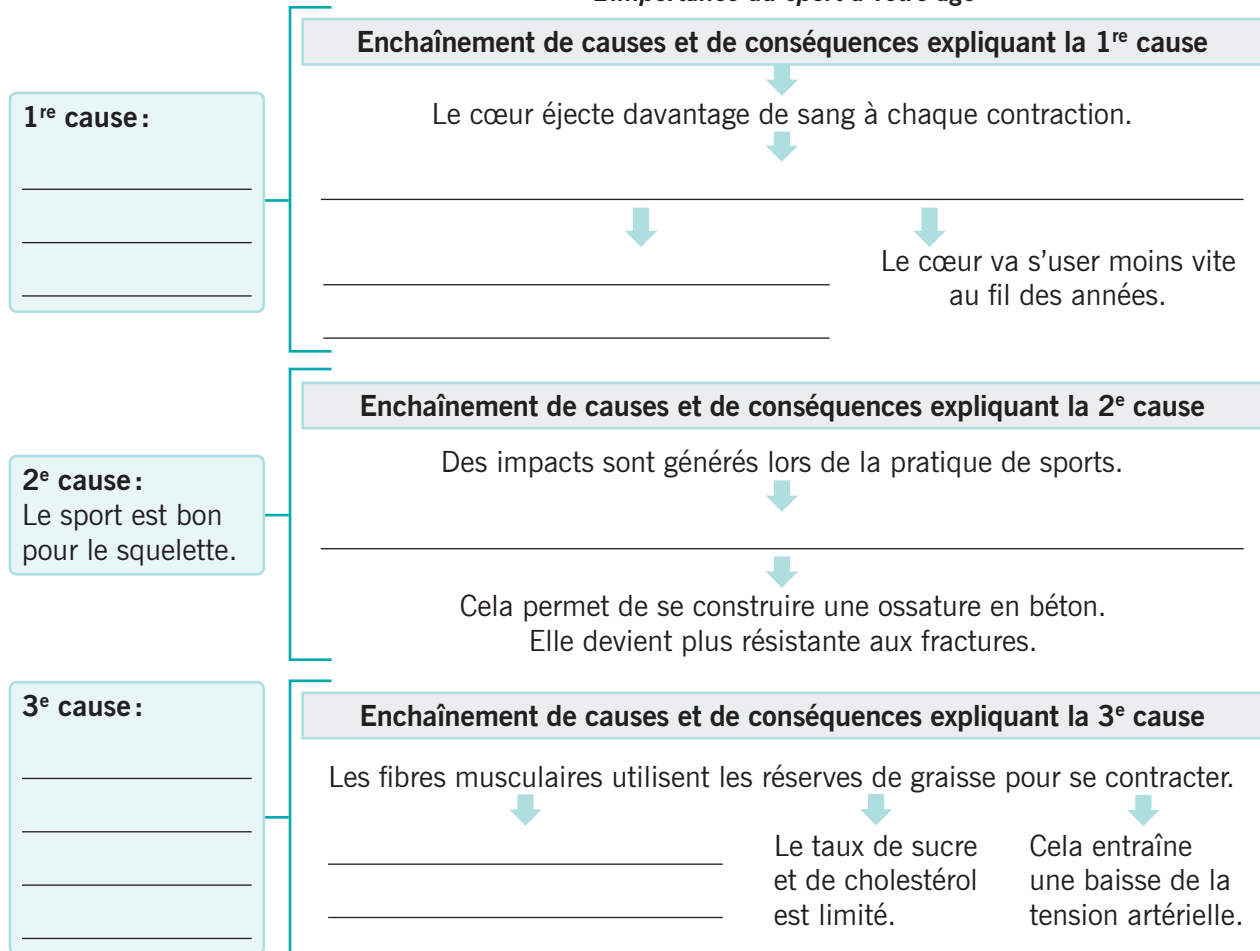 Enchaînement de causes et de conséquences expliquant la 1re cause
1re cause :
Le cœur éjecte davantage de sang à chaque contraction.
Le cœur va s'user moins vite
au fil des années.
Enchaînement de causes et de conséquences expliquant la 2e cause
2e cause :
Le sport est bon
pour le squelette.
Des impacts sont générés lors de la pratique de sports.
Cela permet de se construire une ossature en béton.
Elle devient plus résistante aux fractures.
3e cause :
Enchaînement de causes et de conséquences expliquant la 3e cause
Les fibres musculaires utilisent les réserves de graisse pour se contracter.
Le taux de sucre
et de cholestérol
est limité.
Cela entraîne
une baisse de la
tension artérielle.